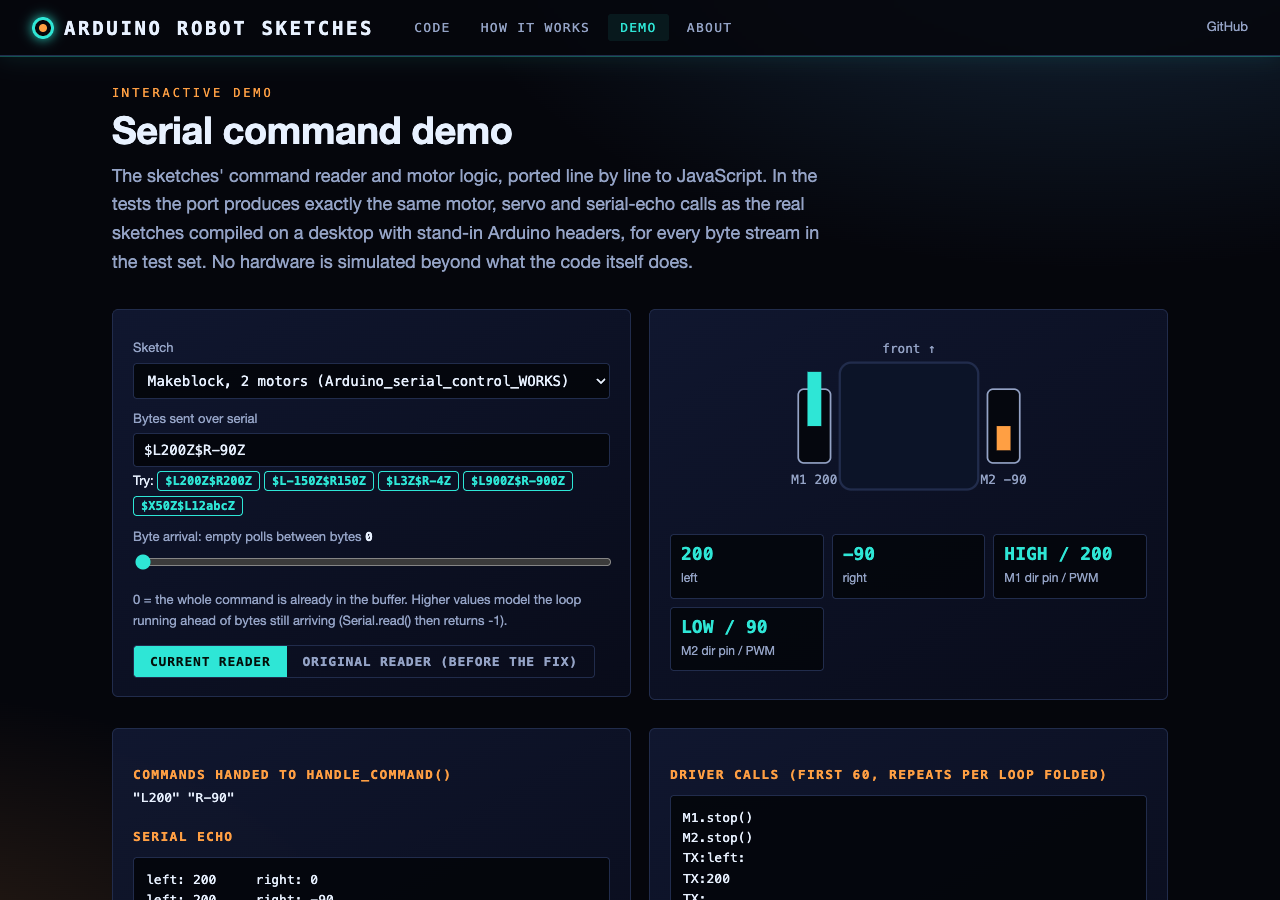 ARDUINO ROBOT SKETCHES
CODE
HOW IT WORKS
DEMO
ABOUT
GitHub
INTERACTIVE DEMO
Serial command demo
The sketches' command reader and motor logic, ported line by line to JavaScript. In the
tests the port produces exactly the same motor, servo and serial-echo calls as the real
sketches compiled on a desktop with stand-in Arduino headers, for every byte stream in
the test set. No hardware is simulated beyond what the code itself does.
Sketch
Makeblock, 2 motors (Arduino_serial_control_WORKS)
Bytes sent over serial
$L200Z$R-90Z
Try: $L200Z$R200Z $L-150Z$R150Z $L3Z$R-4Z $L900Z$R-900Z
$X50Z$L12abcZ
Byte arrival: empty polls between bytes 0
0 = the whole command is already in the buffer. Higher values model the loop
running ahead of bytes still arriving (Serial.read() then returns -1).
CURRENT READER
ORIGINAL READER (BEFORE THE FIX)
front ↑
M1 200
M2 -90
200
left
-90
right
HIGH / 200
M1 dir pin / PWM
LOW / 90
M2 dir pin / PWM
COMMANDS HANDED TO HANDLE_COMMAND()
"L200" "R-90"
SERIAL ECHO
left: 200 right: 0
left: 200 right: -90
DRIVER CALLS (FIRST 60, REPEATS PER LOOP FOLDED)
M1.stop()
M2.stop()
TX:left:
TX:200
TX: